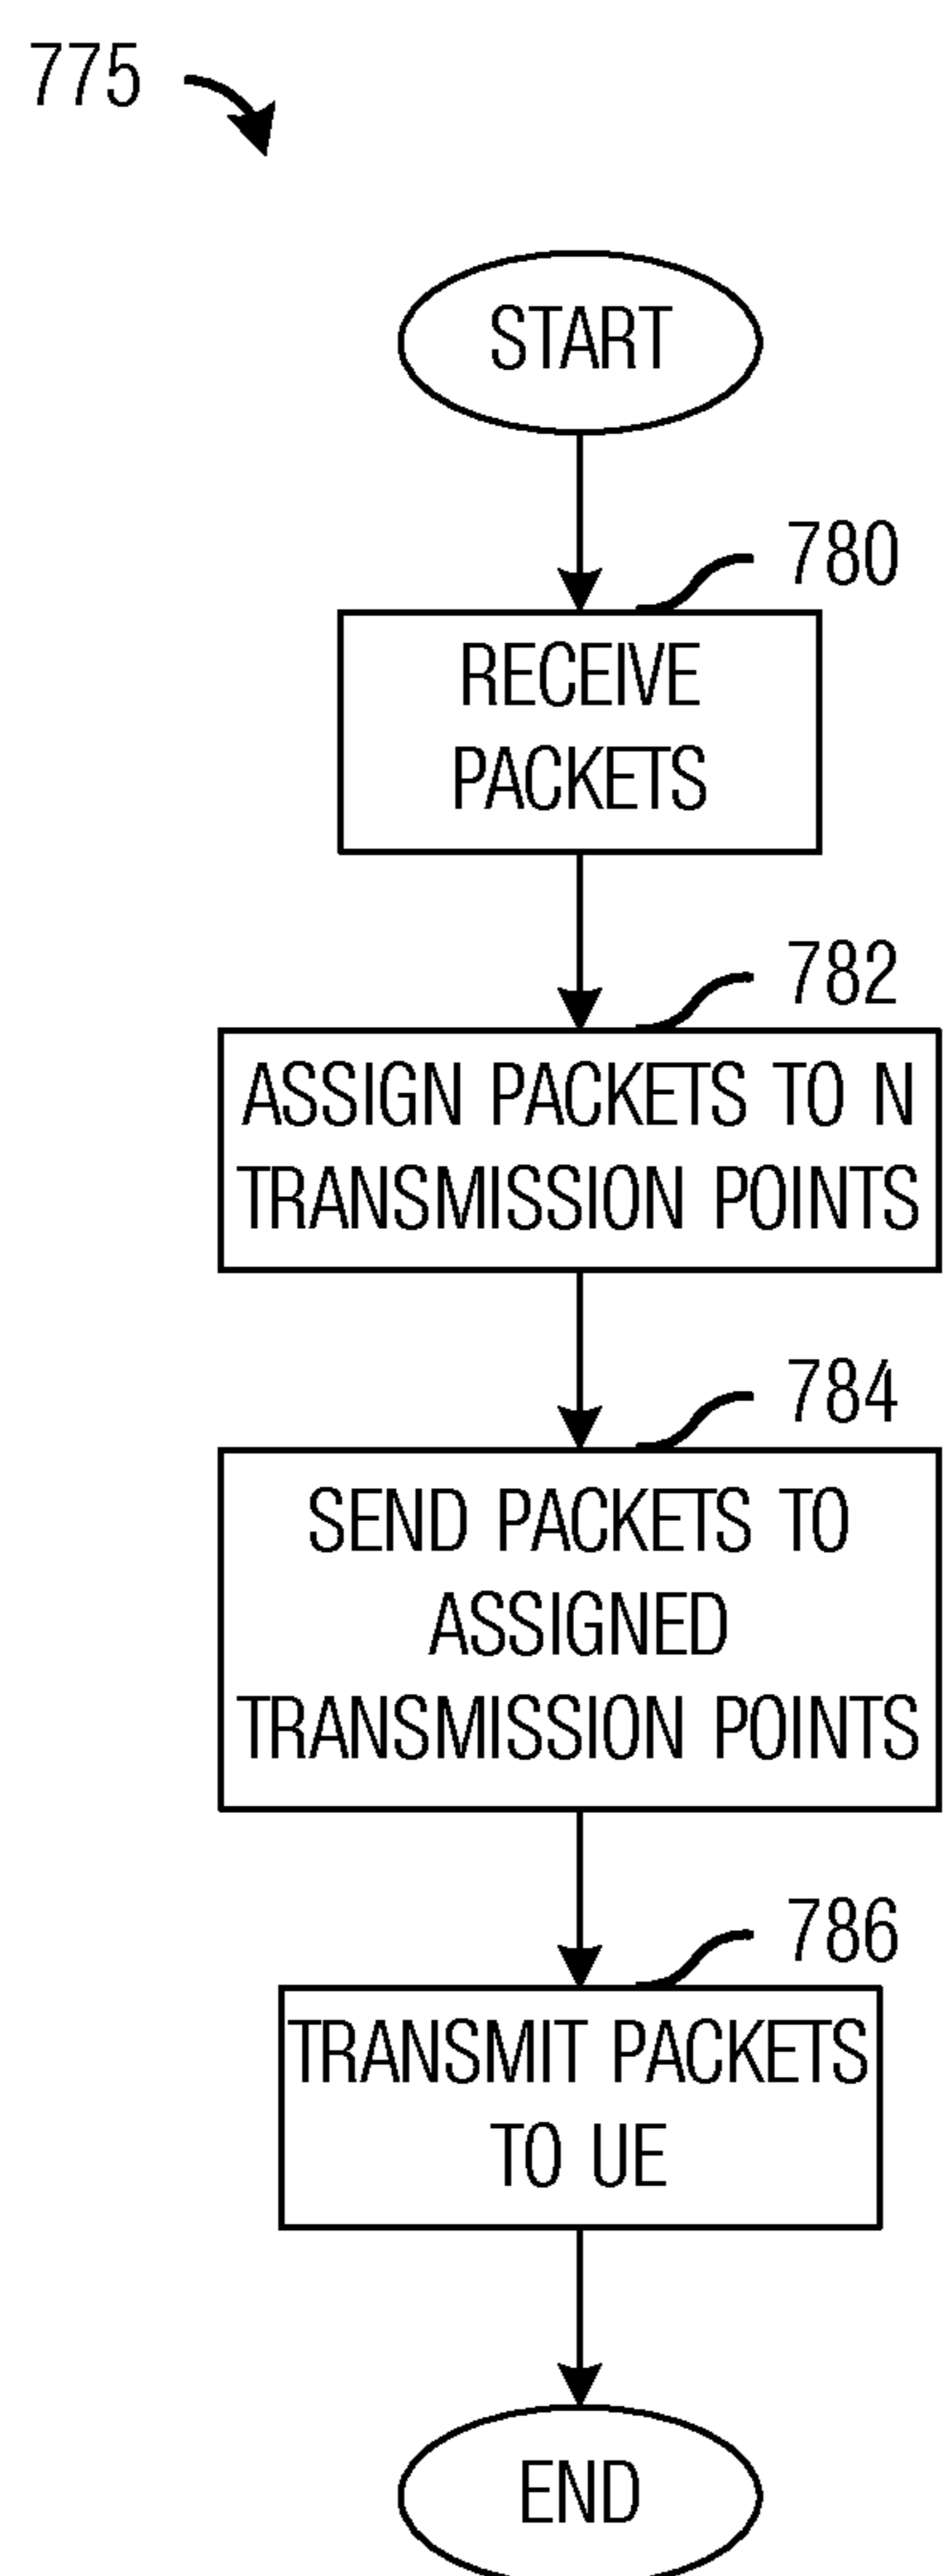 775
START
780
RECEIVE
PACKETS
782
ASSIGN PACKETS TO N
TRANSMISSION POINTS
784
SEND PACKETS TO
ASSIGNED
TRANSMISSION POINTS
786
TRANSMIT PACKETS
TO UE
END